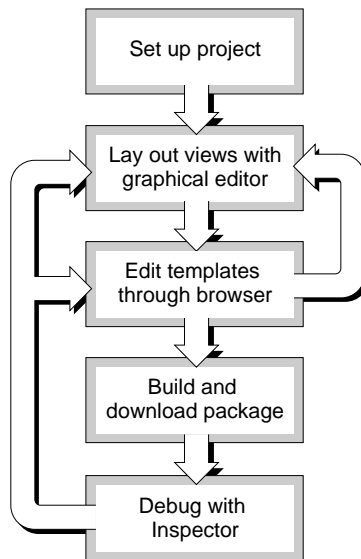 Set up project
Lay out views with
graphical editor
Edit templates
through browser
Build and
download package
Debug with
Inspector